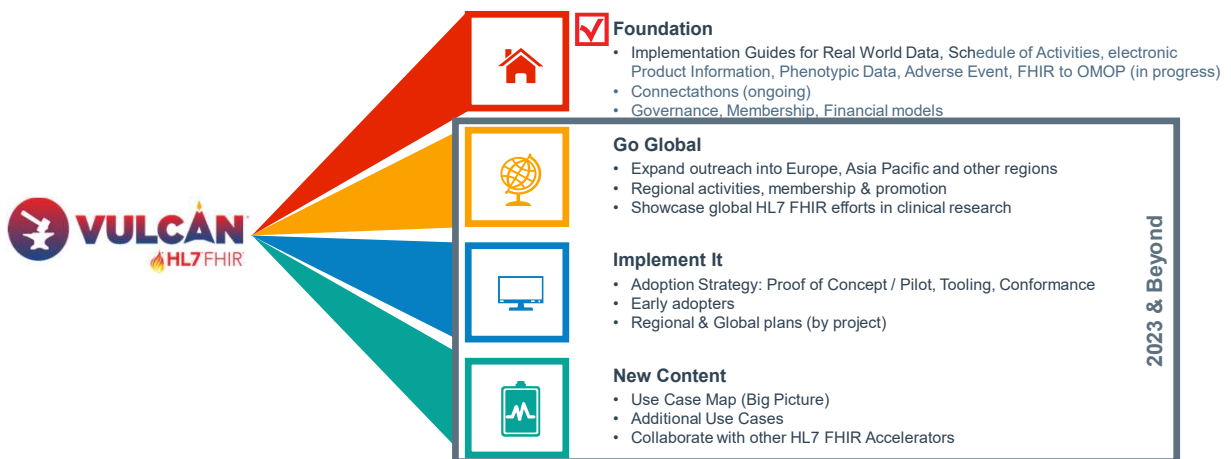 VULCAN
HL7 FHIR
Foundation
• Implementation Guides for Real World Data, Schedule of Activities, electronic
Product Information, Phenotypic Data, Adverse Event, FHIR to OMOP (in progress)
• Connectathons (ongoing)
• Governance, Membership, Financial models
Go Global
• Expand outreach into Europe, Asia Pacific and other regions
• Regional activities, membership & promotion
• Showcase global HL7 FHIR efforts in clinical research
Implement It
• Adoption Strategy: Proof of Concept / Pilot, Tooling, Conformance
• Early adopters
• Regional & Global plans (by project)
New Content
• Use Case Map (Big Picture)
• Additional Use Cases
• Collaborate with other HL7 FHIR Accelerators
2023 & Beyond